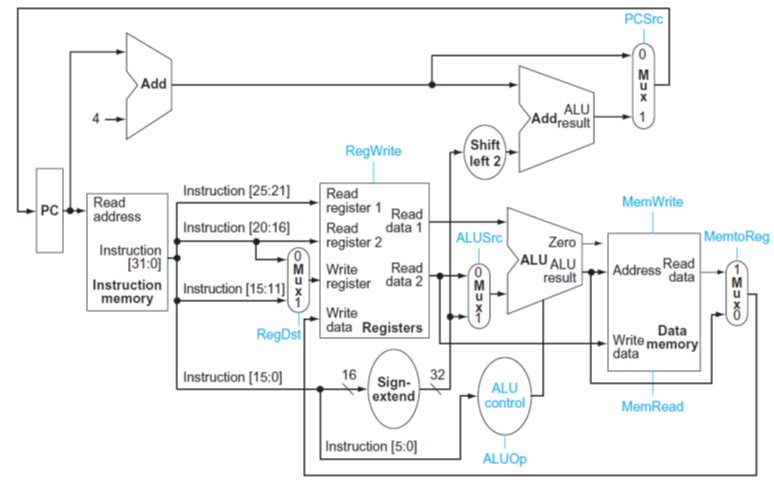 PCSrc
0
M
u
x
1
Add
4
Add
ALU
result
Shift
left 2
RegWrite
PC
Read
address
Instruction
[31:0]
Instruction
memory
Instruction [25:21]
Instruction [20:16]
Instruction [15:11]
0
M
u
x
1
RegDst
Read
register 1
Read
register 2
Write
register
Write
data
Read
data 1
Read
data 2
Registers
ALUSrc
0
M
u
x
1
Zero
ALU
ALU
result
MemWrite
Address
Read
data
Write
data
Data
memory
MemRead
MemtoReg
1
M
u
x
0
Instruction [15:0]
16
Sign-
extend
32
ALU
control
ALUOp
Instruction [5:0]